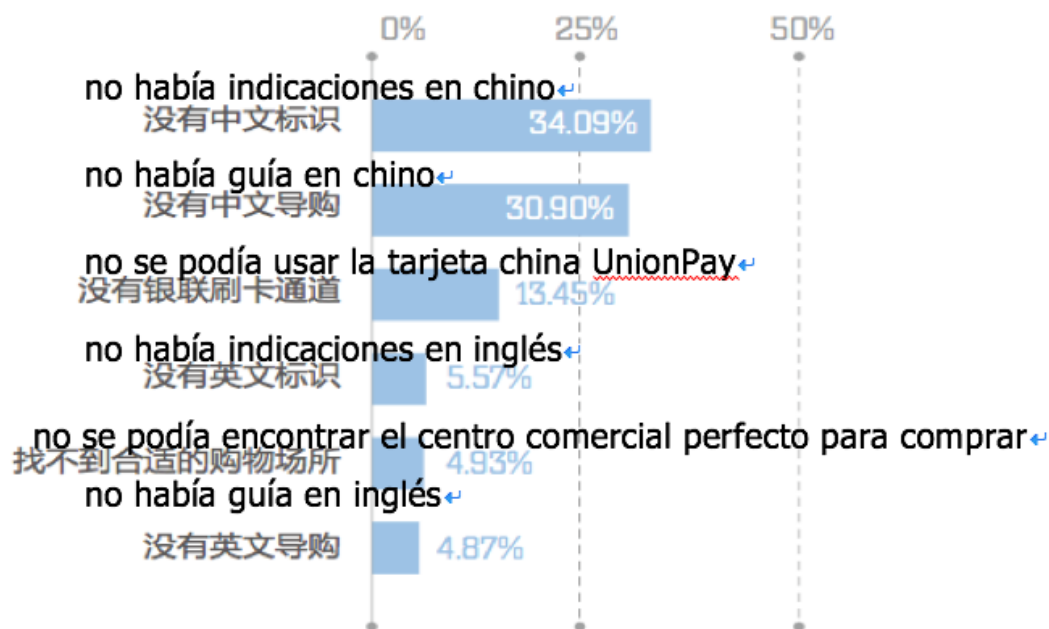 0% 25% 50%
no había indicaciones en chino
没有中文标识 34.09%
no había guía en chino
没有中文导购 30.90%
no se podía usar la tarjeta china UnionPay
没有银联刷卡通道 13.45%
no había indicaciones en inglés
没有英文标识 5.57%
no se podía encontrar el centro comercial perfecto para comprar
找不到合适的购物场所 4.93%
no había guía en inglés
没有英文导购 4.87%